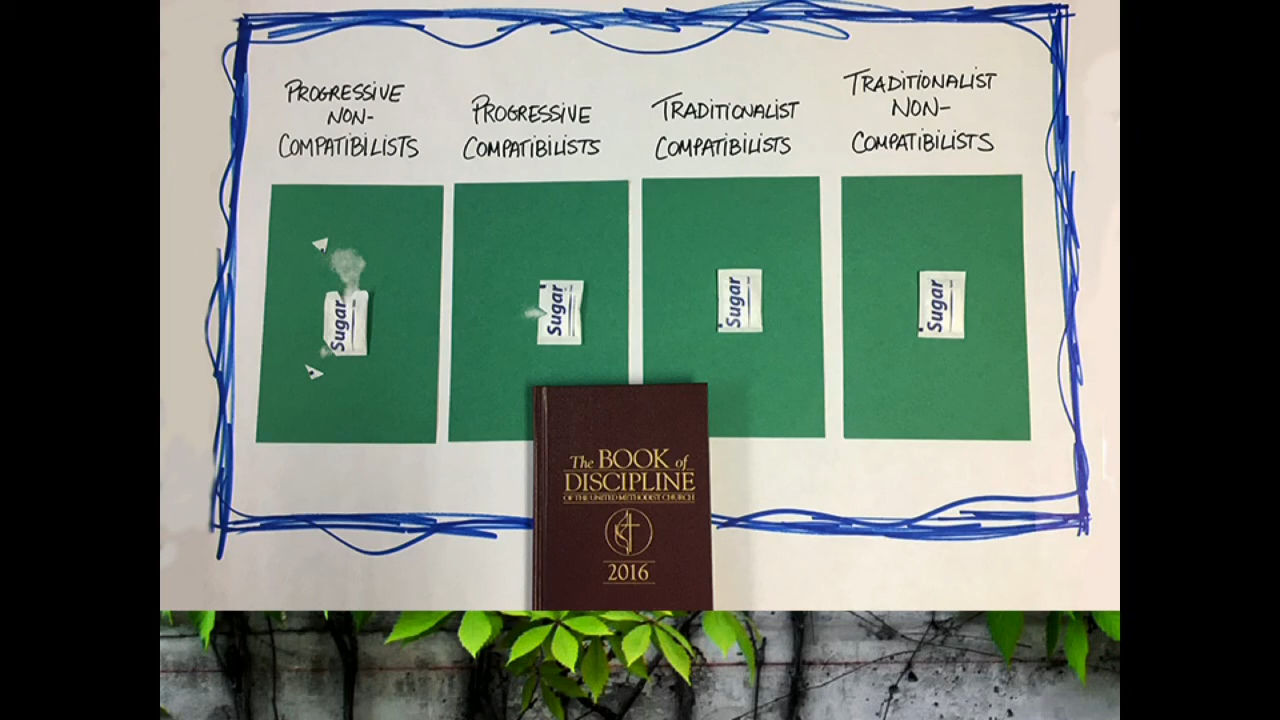 PROGRESSIVE
NON-
COMPATIBILISTS
PROGRESSIVE
COMPATIBILISTS
TRADITIONALIST
COMPATIBILISTS
TRADITIONALIST
NON-
COMPATIBILISTS
Sugar
Sugar
Sugar
Sugar
The BOOK of
DISCIPLINE
OF THE UNITED METHODIST CHURCH
2016